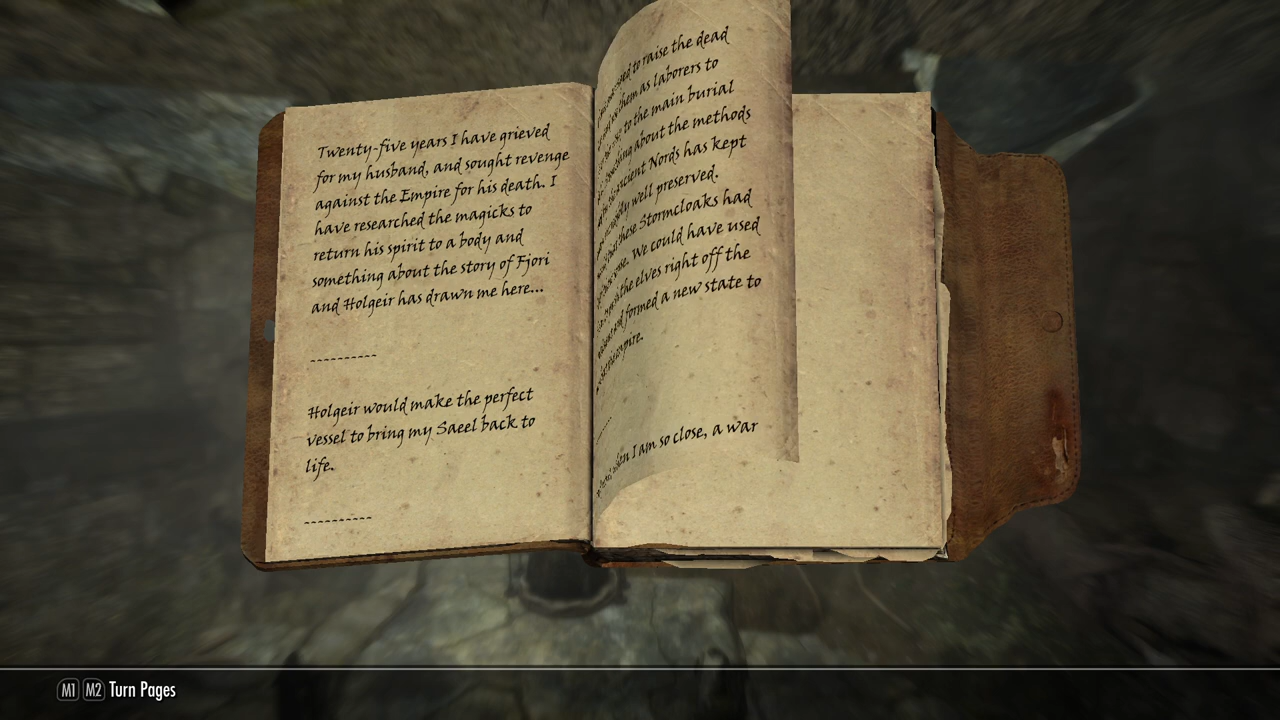 Twenty-five years I have grieved
for my husband, and sought revenge
against the Empire for his death. I
have researched the magicks to
return his spirit to a body and
something about the story of Fjori
and Holgeir has drawn me here...
----------
Holgeir would make the perfect
vessel to bring my Saeel back to
life.
----------
to raise the dead
them as laborers to
to the main burial
about the methods
ancient Nords has kept
well preserved.
these Stormcloaks had
We could have used
the elves right off the
and formed a new state to
I am so close, a war
M1 M2 Turn Pages